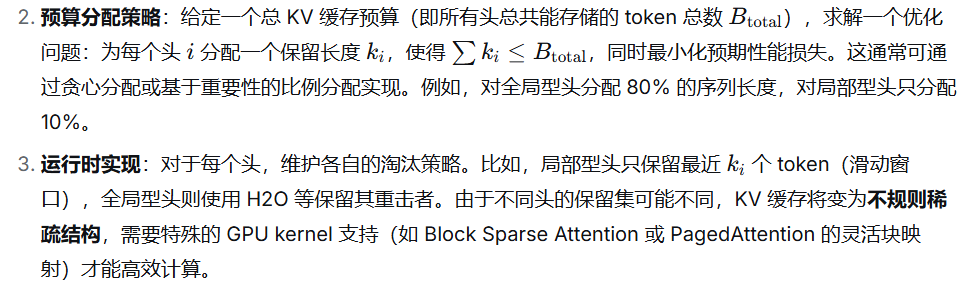 2. 预算分配策略：给定一个总 KV 缓存预算（即所有头总共能存储的 token 总数 B_total），求解一个优化
问题：为每个头 i 分配一个保留长度 k_i，使得 ∑ k_i ≤ B_total，同时最小化预期性能损失。这通常可通
过贪心分配或基于重要性的比例分配实现。例如，对全局型头分配 80% 的序列长度，对局部型头只分配
10%。
3. 运行时实现：对于每个头，维护各自的淘汰策略。比如，局部型头只保留最近 k_i 个 token（滑动窗
口），全局型头则使用 H2O 等保留其重击者。由于不同头的保留集可能不同，KV 缓存将变为不规则稀
疏结构，需要特殊的 GPU kernel 支持（如 Block Sparse Attention 或 PagedAttention 的灵活块映
射）才能高效计算。